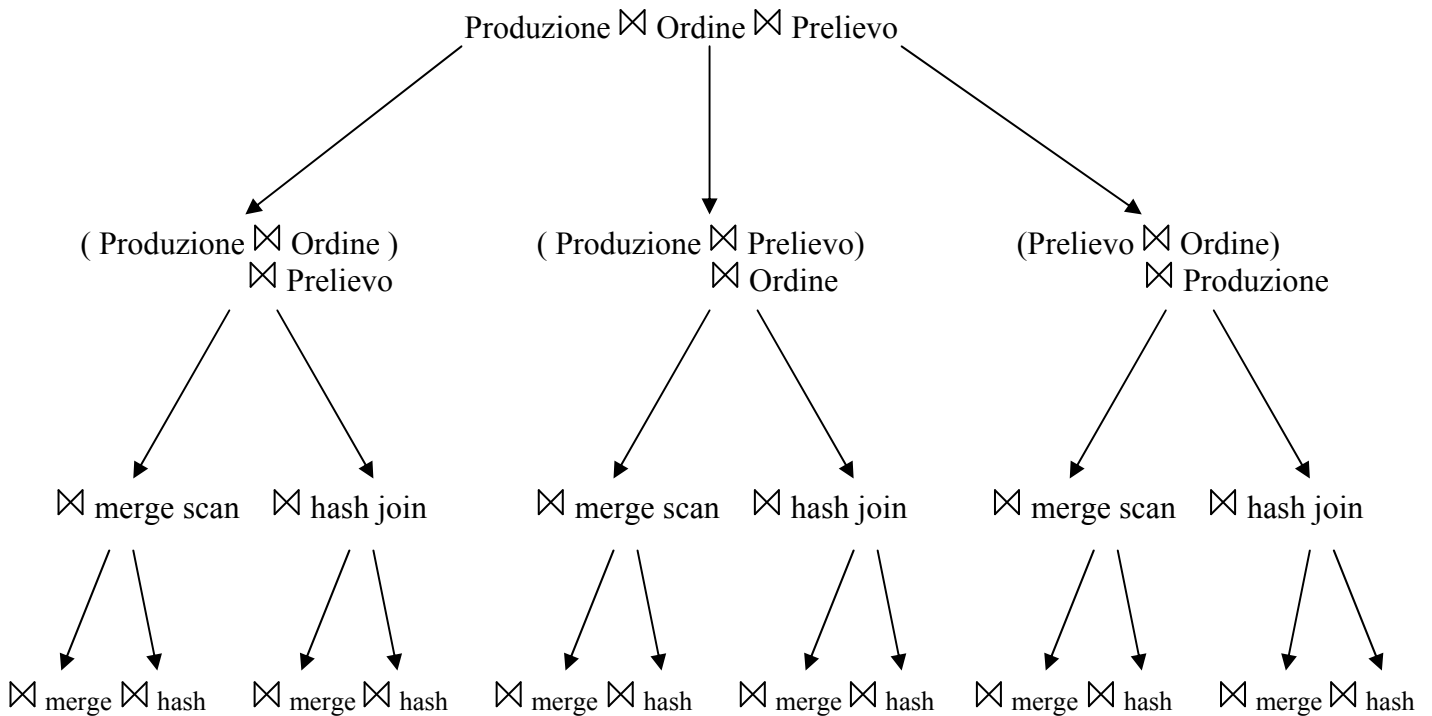 Produzione ⋈ Ordine ⋈ Prelievo
( Produzione ⋈ Ordine )
⋈ Prelievo
( Produzione ⋈ Prelievo)
⋈ Ordine
(Prelievo ⋈ Ordine)
⋈ Produzione
⋈ merge scan ⋈ hash join ⋈ merge scan ⋈ hash join ⋈ merge scan ⋈ hash join
⋈ merge ⋈ hash ⋈ merge ⋈ hash ⋈ merge ⋈ hash ⋈ merge ⋈ hash ⋈ merge ⋈ hash ⋈ merge ⋈ hash